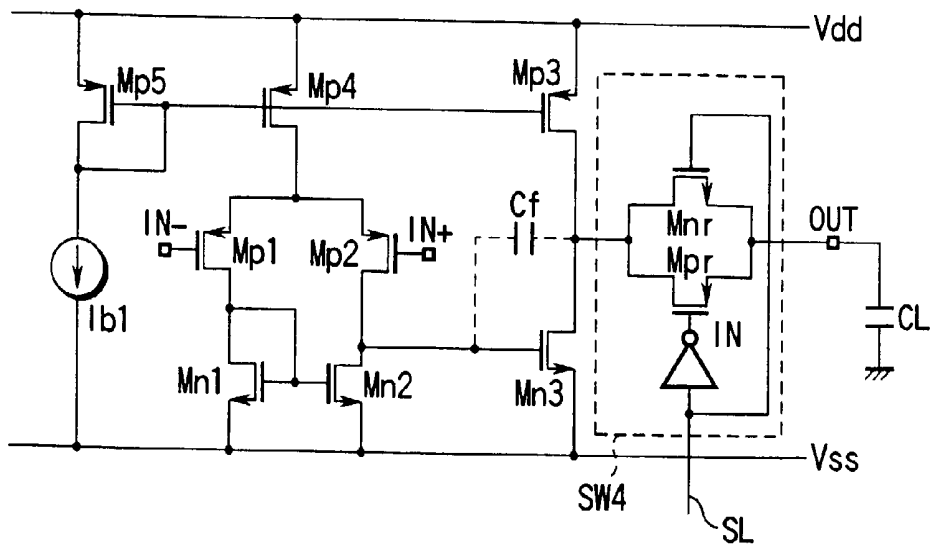 Vdd
Mp5
Mp4
Mp3
Cf
IN-
IN+
Mp1
Mp2
Mnr
Mpr
OUT
IN
CL
Ib1
Mn1
Mn2
Mn3
Vss
SW4
SL